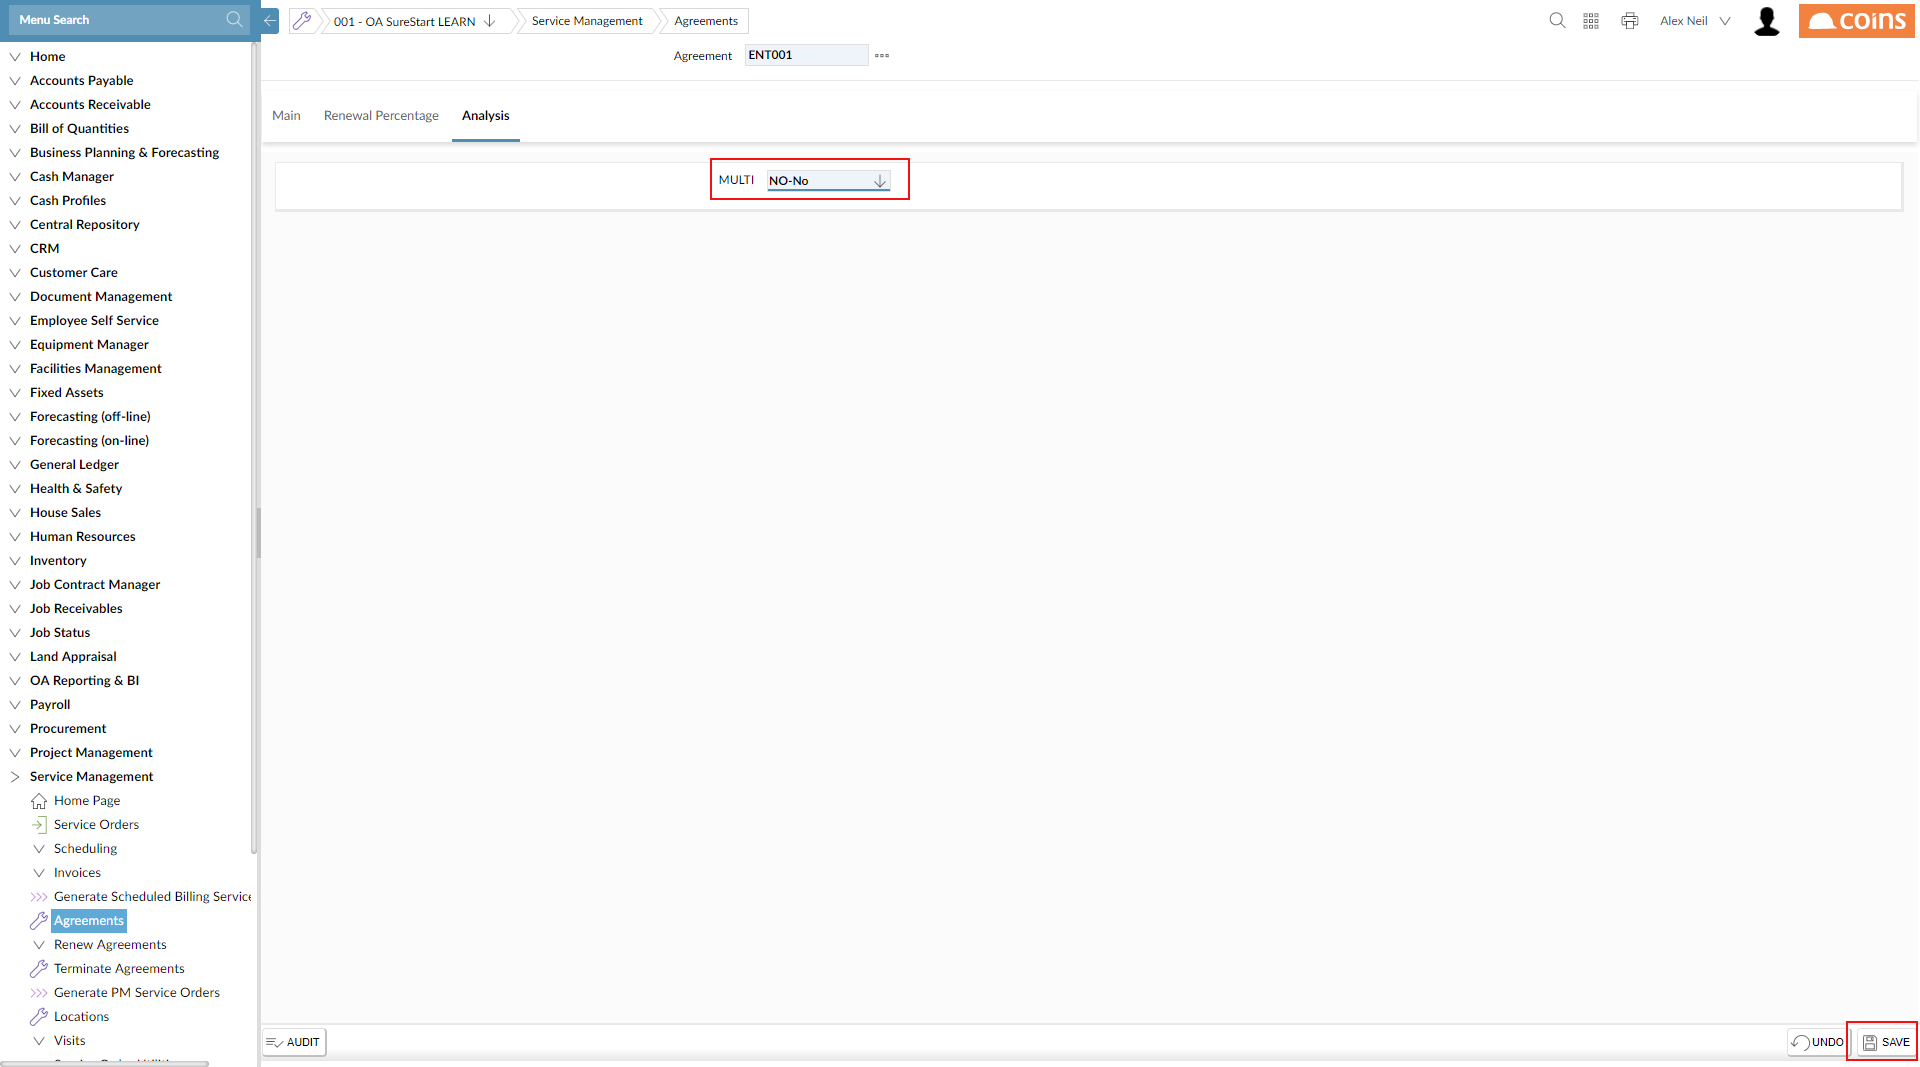 Menu Search
001 - OA SureStart LEARN
Service Management
Agreements
Alex Neil
coins
Agreement ENT001
Main
Renewal Percentage
Analysis
MULTI NO-No
Home
Accounts Payable
Accounts Receivable
Bill of Quantities
Business Planning & Forecasting
Cash Manager
Cash Profiles
Central Repository
CRM
Customer Care
Document Management
Employee Self Service
Equipment Manager
Facilities Management
Fixed Assets
Forecasting (off-line)
Forecasting (on-line)
General Ledger
Health & Safety
House Sales
Human Resources
Inventory
Job Contract Manager
Job Receivables
Job Status
Land Appraisal
OA Reporting & BI
Payroll
Procurement
Project Management
Service Management
Home Page
Service Orders
Scheduling
Invoices
Generate Scheduled Billing Service
Agreements
Renew Agreements
Terminate Agreements
Generate PM Service Orders
Locations
Visits
AUDIT
UNDO
SAVE